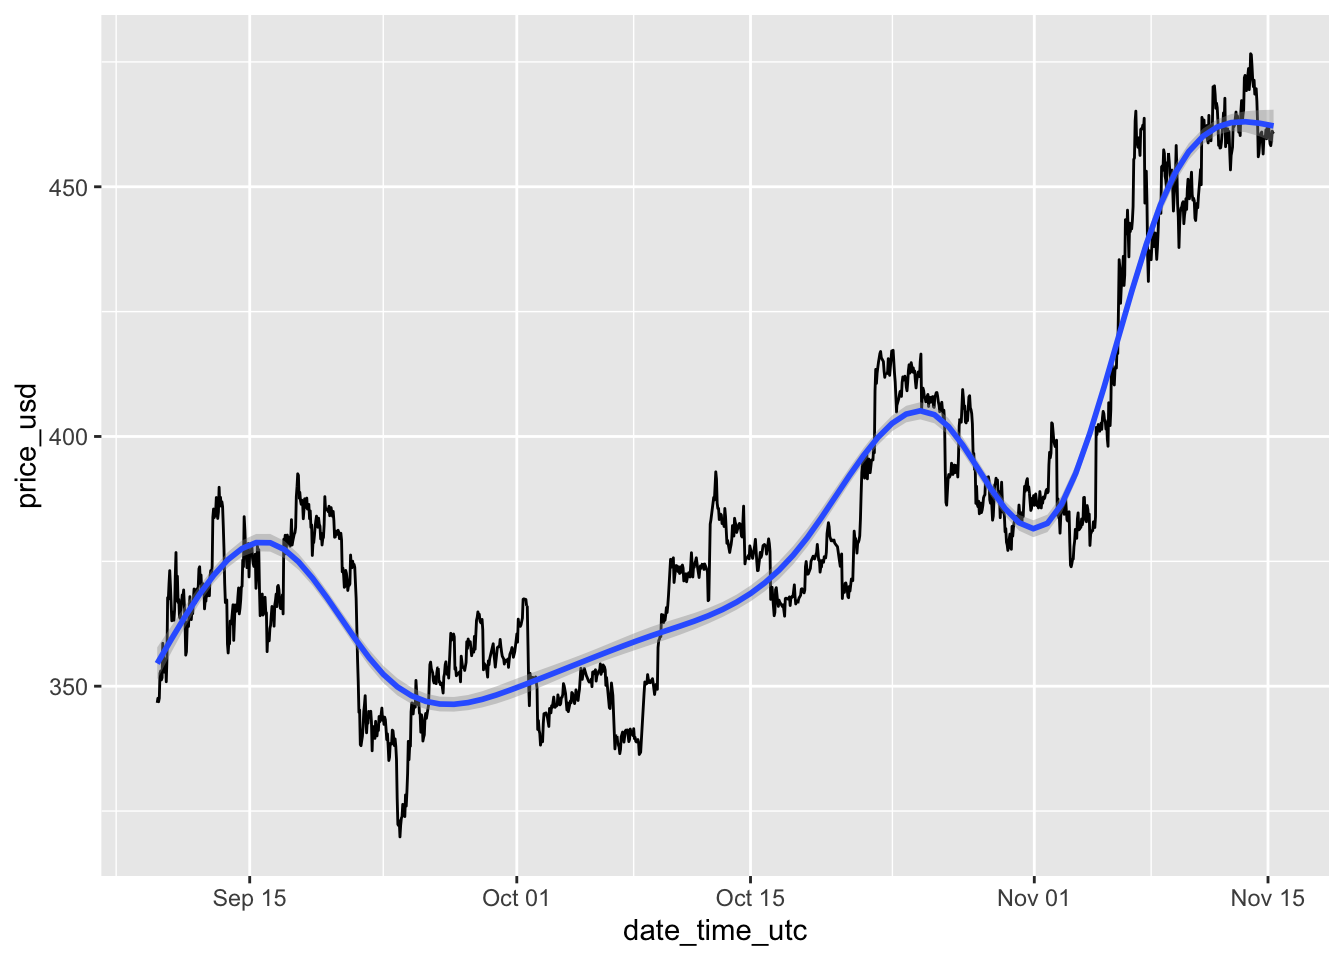 price_usd
450
400
350
Sep 15
Oct 01
Oct 15
Nov 01
Nov 15
date_time_utc